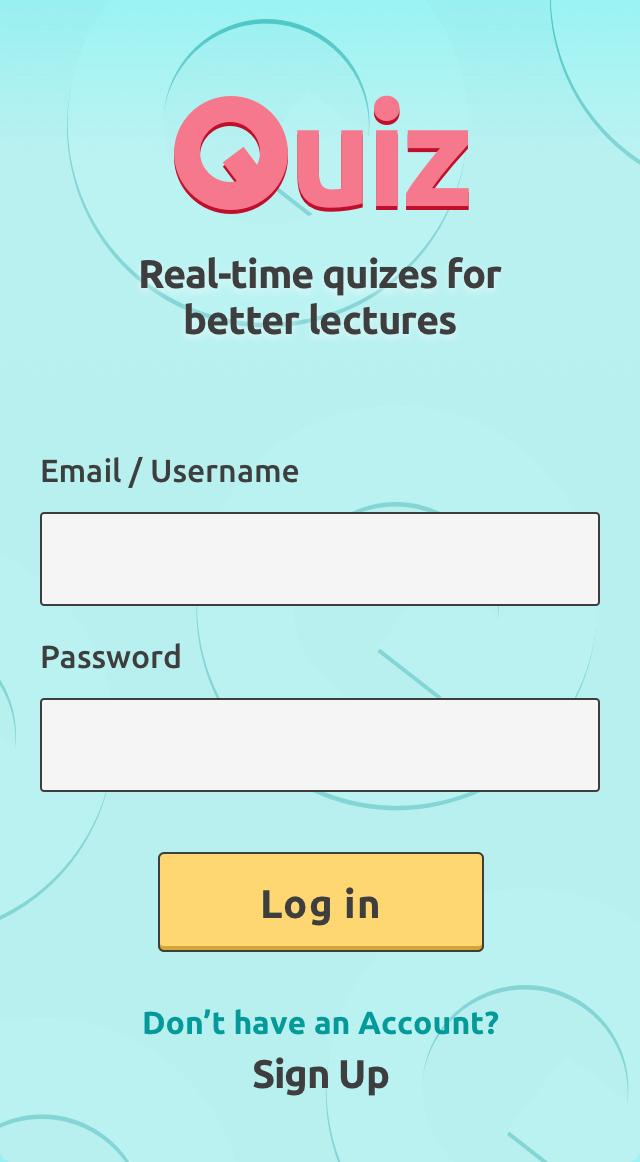 Quiz
Real-time quizes for
better lectures
Email / Username
Password
Log in
Don’t have an Account?
Sign Up